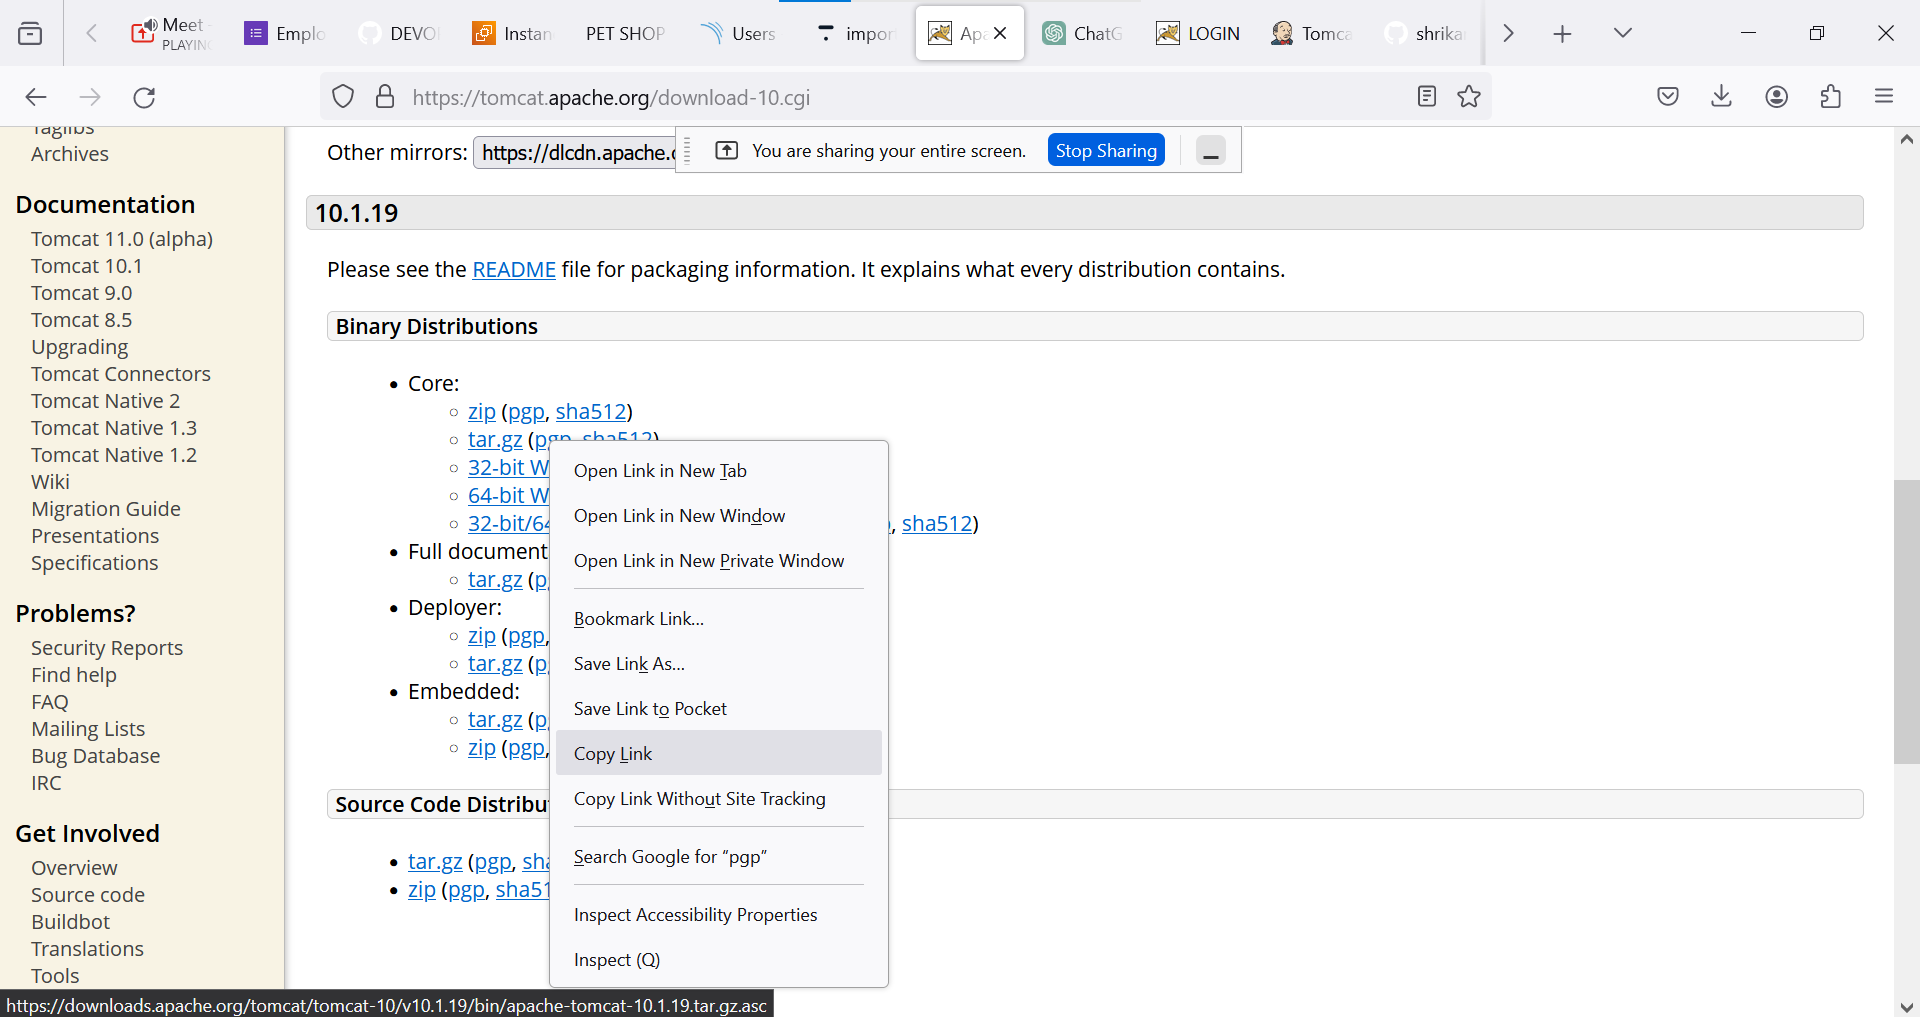 Meet
PLAYING
Emplo
DEVO
Instan
PET SHOP
Users
impor
Apa
ChatG
LOGIN
Tomca
shrika
https://tomcat.apache.org/download-10.cgi
Taglibs
Archives
Documentation
Tomcat 11.0 (alpha)
Tomcat 10.1
Tomcat 9.0
Tomcat 8.5
Upgrading
Tomcat Connectors
Tomcat Native 2
Tomcat Native 1.3
Tomcat Native 1.2
Wiki
Migration Guide
Presentations
Specifications
Problems?
Security Reports
Find help
FAQ
Mailing Lists
Bug Database
IRC
Get Involved
Overview
Source code
Buildbot
Translations
Tools
Other mirrors: https://dlcdn.apache.
You are sharing your entire screen. Stop Sharing
10.1.19
Please see the README file for packaging information. It explains what every distribution contains.
Binary Distributions
• Core:
zip (pgp, sha512)
tar.gz (pgp, sha512)
32-bit W
64-bit W
32-bit/64 , sha512)
• Full document
tar.gz (p
• Deployer:
zip (pgp,
tar.gz (p
• Embedded:
tar.gz (p
zip (pgp,
Source Code Distribu
• tar.gz (pgp, sha
• zip (pgp, sha51
Open Link in New Tab
Open Link in New Window
Open Link in New Private Window
Bookmark Link...
Save Link As...
Save Link to Pocket
Copy Link
Copy Link Without Site Tracking
Search Google for “pgp”
Inspect Accessibility Properties
Inspect (Q)
https://downloads.apache.org/tomcat/tomcat-10/v10.1.19/bin/apache-tomcat-10.1.19.tar.gz.asc